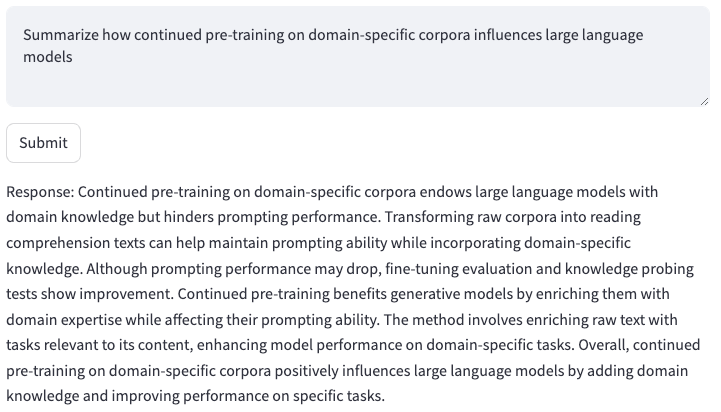 Summarize how continued pre-training on domain-specific corpora influences large language
models
Submit
Response: Continued pre-training on domain-specific corpora endows large language models with
domain knowledge but hinders prompting performance. Transforming raw corpora into reading
comprehension texts can help maintain prompting ability while incorporating domain-specific
knowledge. Although prompting performance may drop, fine-tuning evaluation and knowledge probing
tests show improvement. Continued pre-training benefits generative models by enriching them with
domain expertise while affecting their prompting ability. The method involves enriching raw text with
tasks relevant to its content, enhancing model performance on domain-specific tasks. Overall, continued
pre-training on domain-specific corpora positively influences large language models by adding domain
knowledge and improving performance on specific tasks.